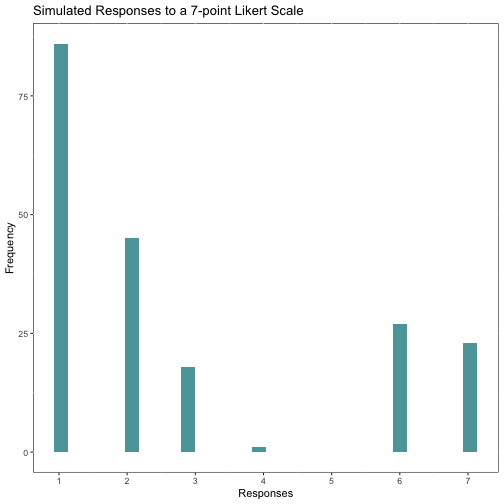 Simulated Responses to a 7-point Likert Scale
75
50
25
0
Frequency
1 2 3 4 5 6 7
Responses